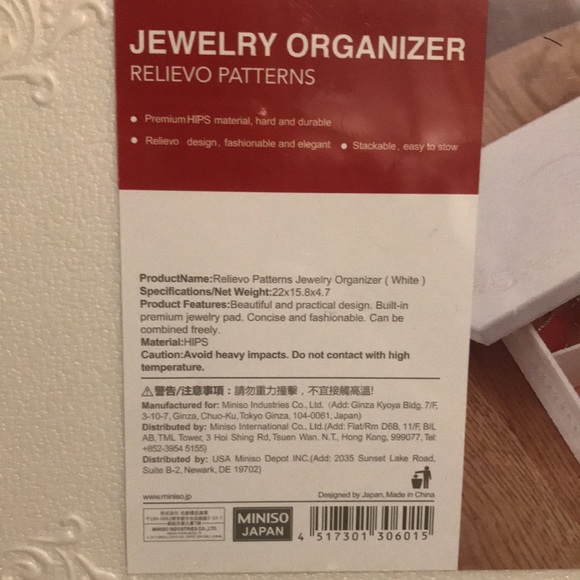 JEWELRY ORGANIZER
RELIEVO PATTERNS
● Premium HIPS material, hard and durable
● Relievo design, fashionable and elegant ● Stackable, easy to stow
ProductName:Relievo Patterns Jewelry Organizer ( White )
Specifications/Net Weight:22x15.8x4.7
Product Features:Beautiful and practical design. Built-in
premium jewelry pad. Concise and fashionable. Can be
combined freely.
Material:HIPS
Caution:Avoid heavy impacts. Do not contact with high
temperature.
⚠警告/注意事項：請勿重力撞擊，不宜接觸高溫!
Manufactured for: Miniso Industries Co., Ltd. (Add: Ginza Kyoya Bldg. 7/F,
3-10-7, Ginza, Chuo-Ku,Tokyo Ginza, 104-0061, Japan)
Distributed by: Miniso International Co., Ltd.(Add: Flat/Rm D6B, 11/F, BIL
AB, TML Tower, 3 Hoi Shing Rd, Tsuen Wan, N.T., Hong Kong, 999077, Tel:
+852-3954 5155)
Distributed by: USA Miniso Depot INC.(Add: 2035 Sunset Lake Road,
Suite B-2, Newark, DE 19702)
www.miniso.jp
Designed by Japan, Made in China
MINISO INDUSTRIES CO.,LTD
MINISO
JAPAN
4 517301 306015